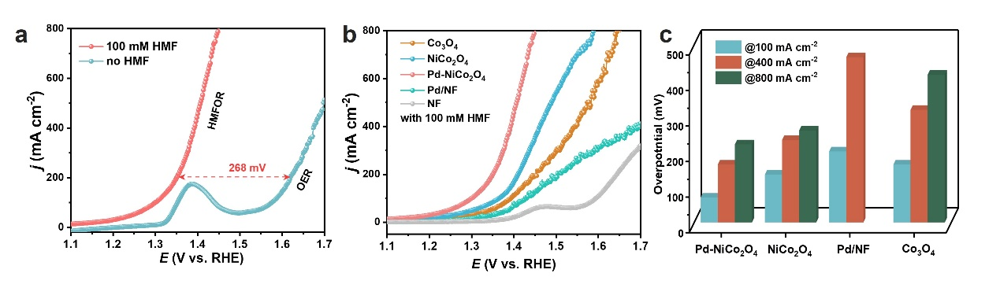 a
800
600
400
200
0
j (mA cm⁻²)
100 mM HMF
no HMF
HMFOR
268 mV
OER
1.1 1.2 1.3 1.4 1.5 1.6 1.7
E (V vs. RHE)
b
800
600
400
200
0
j (mA cm⁻²)
Co₃O₄
NiCo₂O₄
Pd-NiCo₂O₄
Pd/NF
NF
with 100 mM HMF
1.1 1.2 1.3 1.4 1.5 1.6 1.7
E (V vs. RHE)
c
500
400
300
200
100
0
Overpotntial (mV)
@100 mA cm⁻²
@400 mA cm⁻²
@800 mA cm⁻²
Pd-NiCo₂O₄ NiCo₂O₄ Pd/NF Co₃O₄